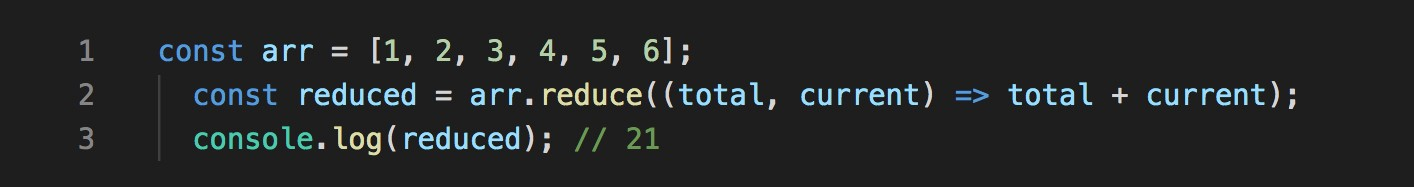 1 const arr = [1, 2, 3, 4, 5, 6];
2 const reduced = arr.reduce((total, current) => total + current);
3 console.log(reduced); // 21